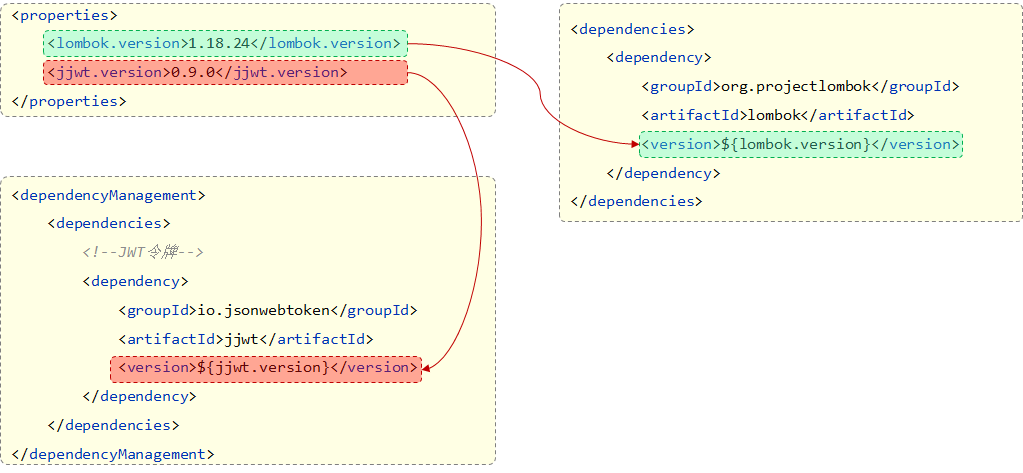 <properties>
<lombok.version>1.18.24</lombok.version>
<jjwt.version>0.9.0</jjwt.version>
</properties>
<dependencyManagement>
<dependencies>
<!--JWT令牌-->
<dependency>
<groupId>io.jsonwebtoken</groupId>
<artifactId>jjwt</artifactId>
<version>${jjwt.version}</version>
</dependency>
</dependencies>
</dependencyManagement>
<dependencies>
<dependency>
<groupId>org.projectlombok</groupId>
<artifactId>lombok</artifactId>
<version>${lombok.version}</version>
</dependency>
</dependencies>